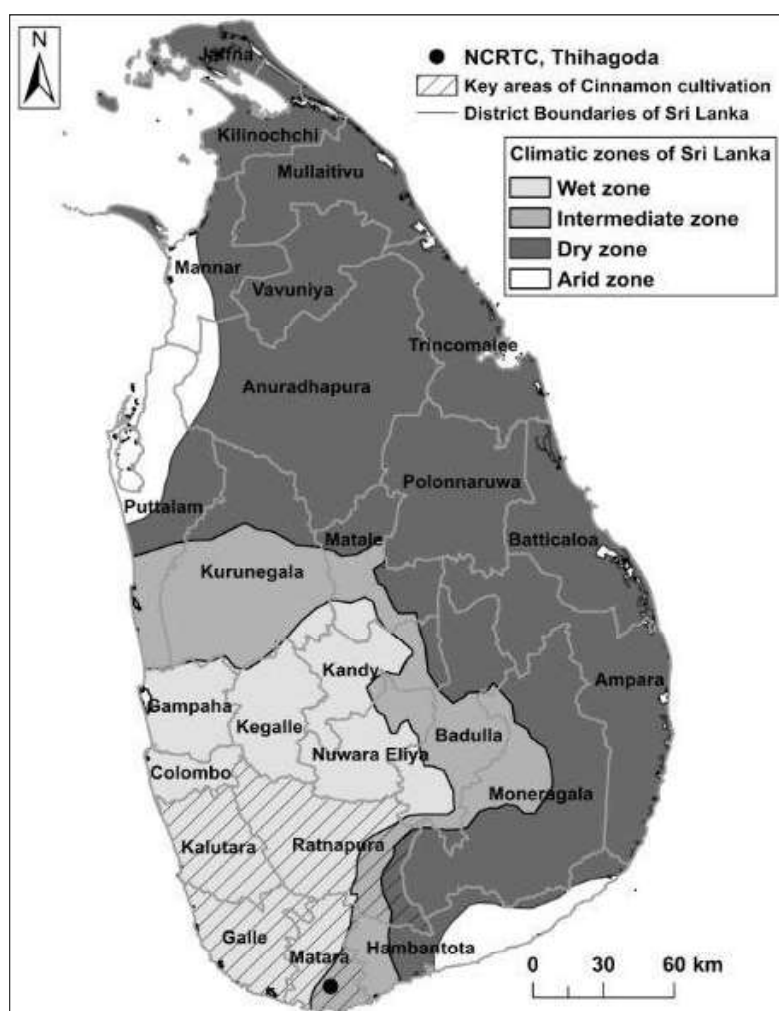 N
NCRTC, Thihagoda
Key areas of Cinnamon cultivation
District Boundaries of Sri Lanka
Climatic zones of Sri Lanka
Wet zone
Intermediate zone
Dry zone
Arid zone
Jaffna
Kilinochchi
Mullaitivu
Mannar
Vavuniya
Trincomalee
Anuradhapura
Polonnaruwa
Puttalam
Matale
Batticaloa
Kurunegala
Kandy
Ampara
Gampaha
Kegalle
Badulla
Nuwara Eliya
Colombo
Moneragala
Kalutara
Ratnapura
Galle
Matara
Hambantota
0 30 60 km